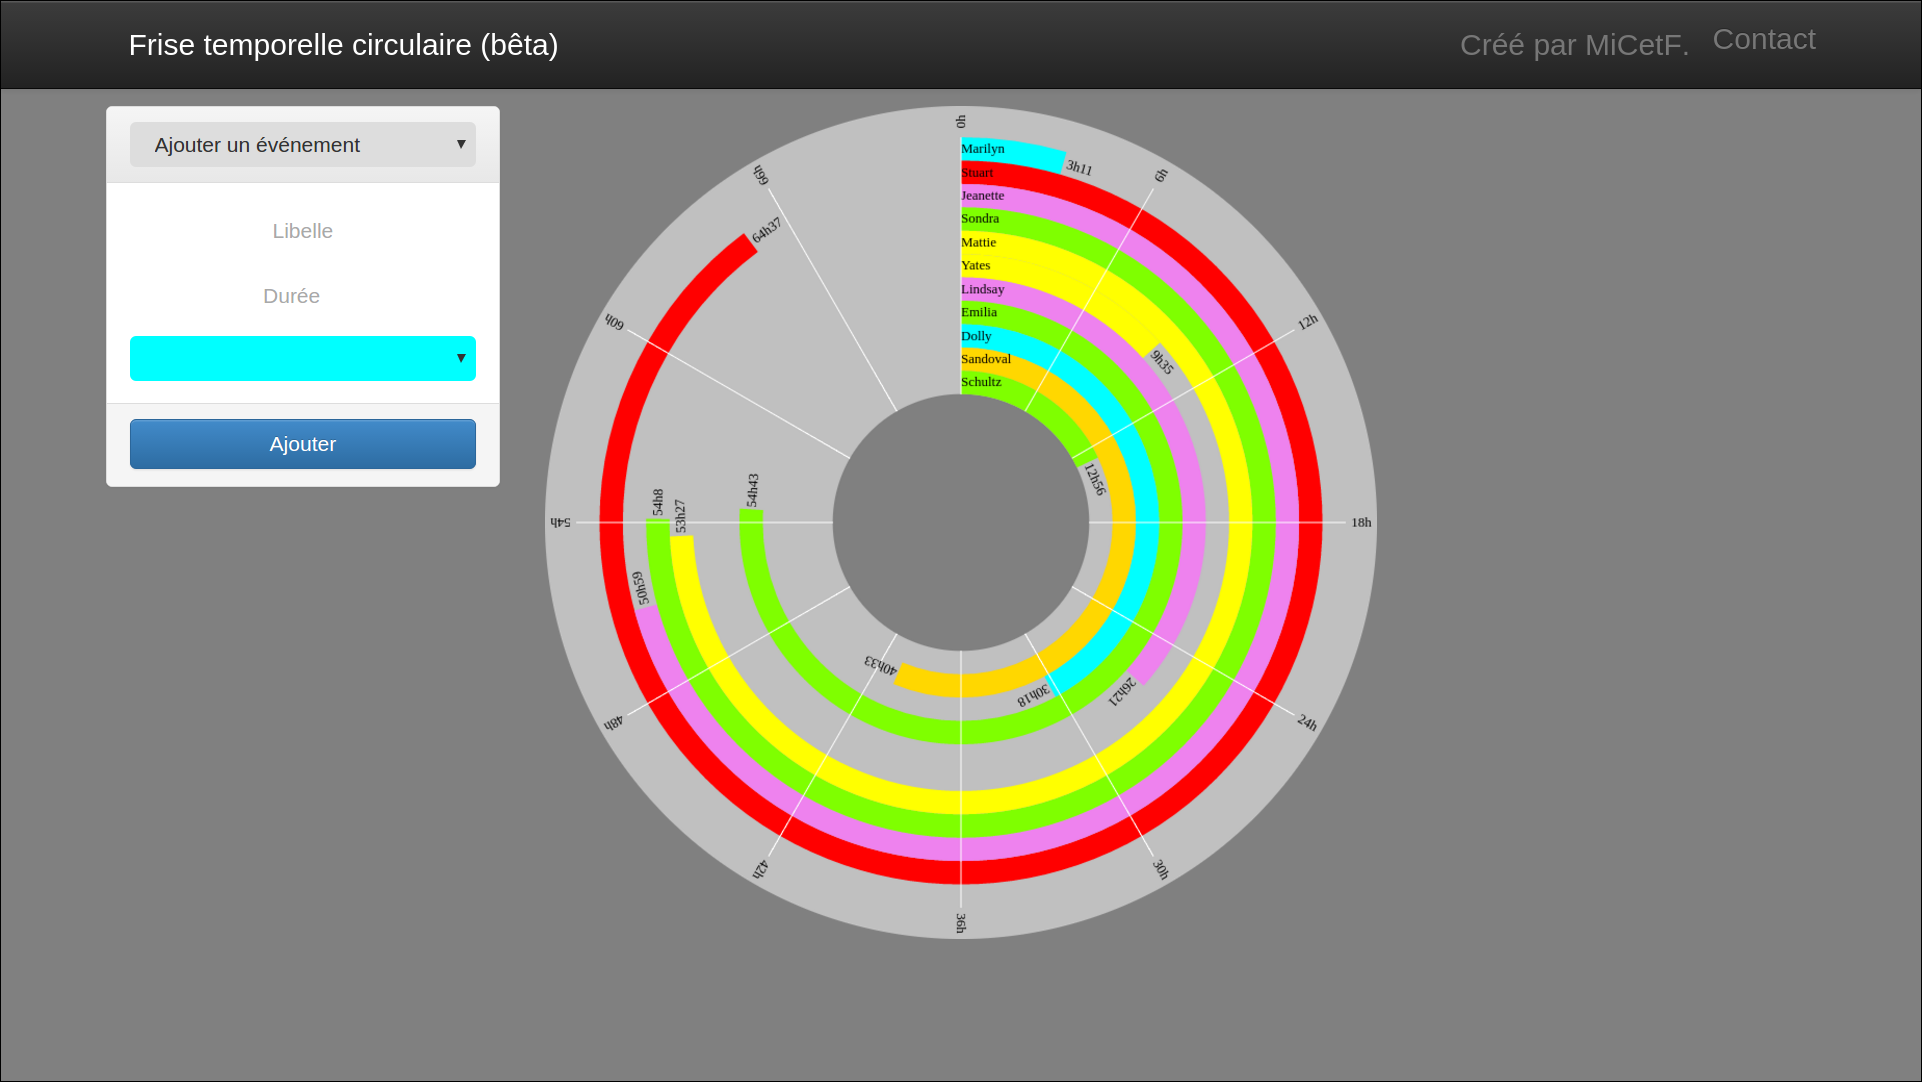 Frise temporelle circulaire (bêta)
Créé par MiCetF.
Contact
Ajouter un événement
Libelle
Durée
Ajouter
0h
6h
12h
18h
24h
30h
36h
42h
48h
54h
60h
66h
Marilyn
3h11
Stuart
64h37
Jeanette
50h59
Sondra
54h8
Mattie
53h27
Yates
9h35
Lindsay
26h21
Emilia
54h43
Dolly
30h18
Sandoval
40h33
Schultz
12h56